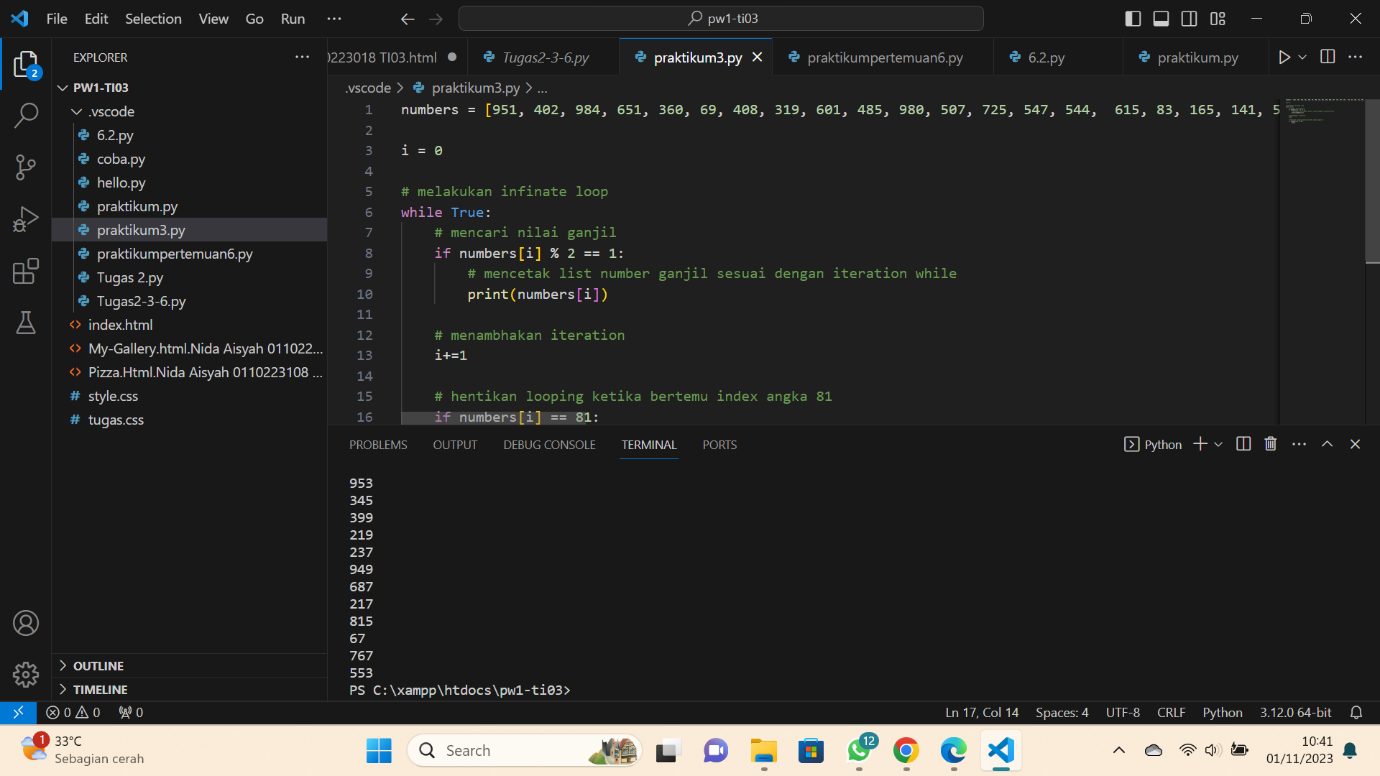 File Edit Selection View Go Run ··· pw1-ti03
EXPLORER ···
PW1-TI03
.vscode
6.2.py
coba.py
hello.py
praktikum.py
praktikum3.py
praktikumpertemuan6.py
Tugas 2.py
Tugas2-3-6.py
index.html
My-Gallery.html.Nida Aisyah 011022...
Pizza.Html.Nida Aisyah 0110223108 ...
style.css
tugas.css
OUTLINE
TIMELINE
0223018 TI03.html Tugas2-3-6.py praktikum3.py praktikumpertemuan6.py 6.2.py praktikum.py
.vscode > praktikum3.py > ...
1 numbers = [951, 402, 984, 651, 360, 69, 408, 319, 601, 485, 980, 507, 725, 547, 544,  615, 83, 165, 141, 5
2
3 i = 0
4
5 # melakukan infinate loop
6 while True:
7 # mencari nilai ganjil
8 if numbers[i] % 2 == 1:
9 # mencetak list number ganjil sesuai dengan iteration while
10 print(numbers[i])
11
12 # menambhakan iteration
13 i+=1
14
15 # hentikan looping ketika bertemu index angka 81
16 if numbers[i] == 81:
PROBLEMS OUTPUT DEBUG CONSOLE TERMINAL PORTS Python
953
345
399
219
237
949
687
217
815
67
767
553
PS C:\xampp\htdocs\pw1-ti03>
2
0 0 0 Ln 17, Col 14 Spaces: 4 UTF-8 CRLF Python 3.12.0 64-bit
1 33°C
Sebagian cerah
Search
12
10:41
01/11/2023